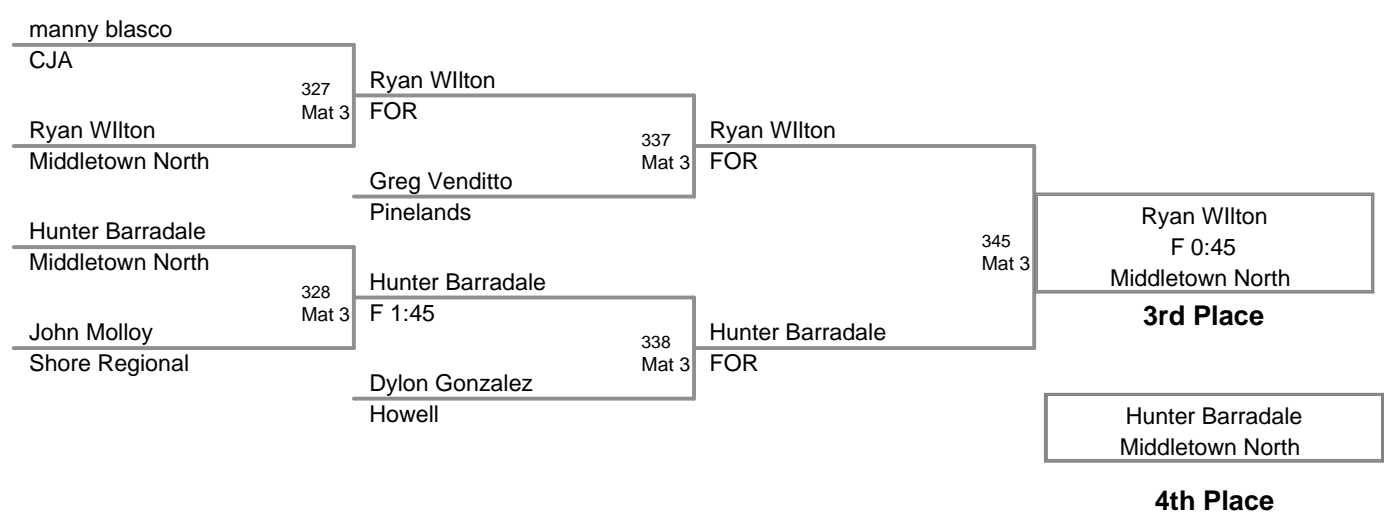 manny blasco
CJA
327
Mat 3
Ryan WIlton
Middletown North
Ryan WIlton
FOR
337
Mat 3
Greg Venditto
Pinelands
Hunter Barradale
Middletown North
328
Mat 3
John Molloy
Shore Regional
Hunter Barradale
F 1:45
338
Mat 3
Dylon Gonzalez
Howell
Ryan WIlton
FOR
345
Mat 3
Hunter Barradale
FOR
Ryan WIlton
F 0:45
Middletown North
3rd Place
Hunter Barradale
Middletown North
4th Place